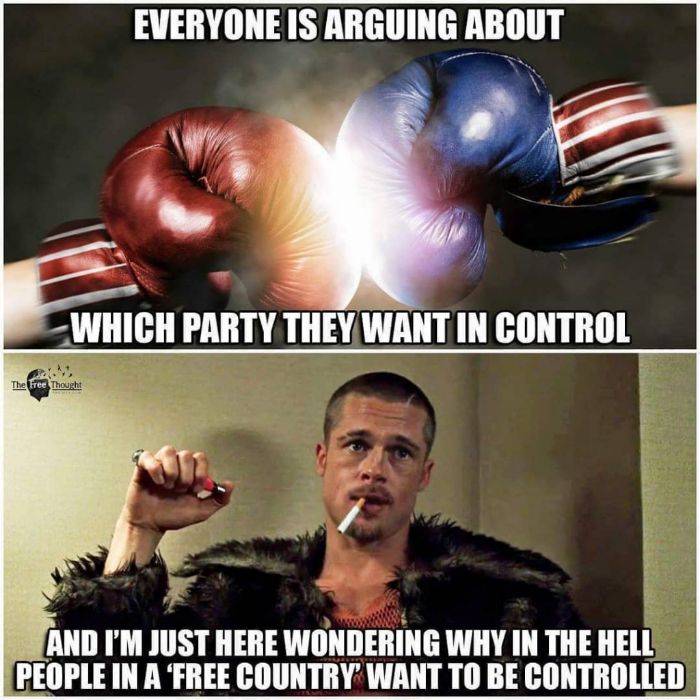 EVERYONE IS ARGUING ABOUT
WHICH PARTY THEY WANT IN CONTROL
The Free Thought
AND I'M JUST HERE WONDERING WHY IN THE HELL
PEOPLE IN A 'FREE COUNTRY' WANT TO BE CONTROLLED